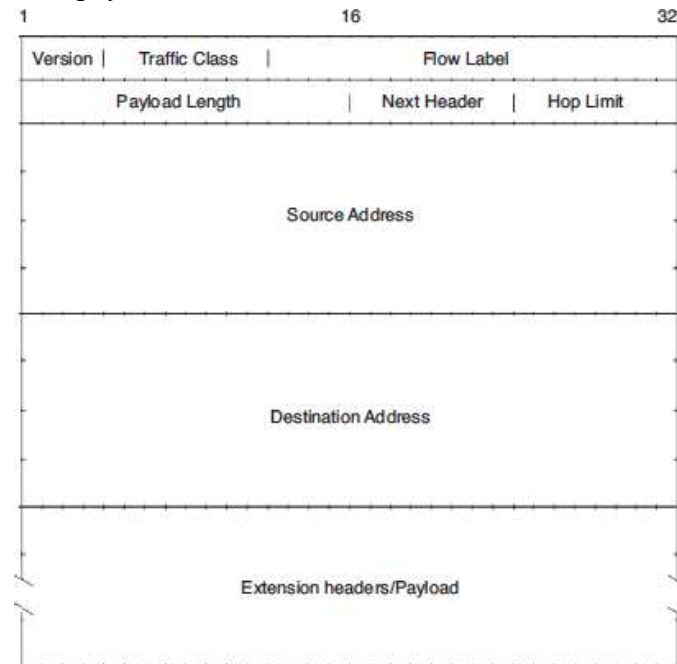 1 16 32
Version | Traffic Class | Flow Label
Payload Length | Next Header | Hop Limit
Source Address
Destination Address
Extension headers/Payload